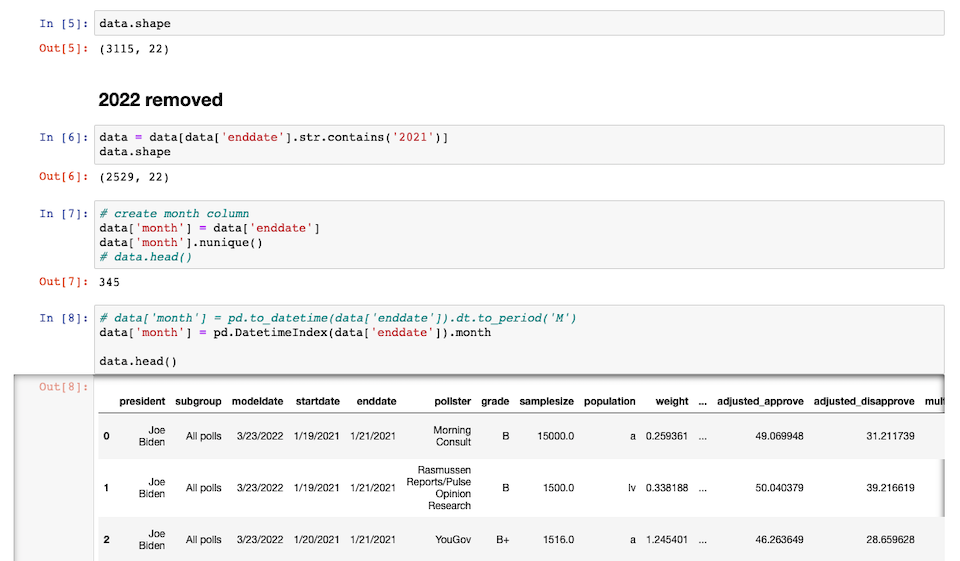 In [5]: data.shape
Out[5]: (3115, 22)
2022 removed
In [6]: data = data[data['enddate'].str.contains('2021')]
data.shape
Out[6]: (2529, 22)
In [7]: # create month column
data['month'] = data['enddate']
data['month'].nunique()
# data.head()
Out[7]: 345
In [8]: # data['month'] = pd.to_datetime(data['enddate']).dt.to_period('M')
data['month'] = pd.DatetimeIndex(data['enddate']).month
data.head()
Out[8]:
president subgroup modeldate startdate enddate pollster grade samplesize population weight ... adjusted_approve adjusted_disapprove mult
0 Joe Biden All polls 3/23/2022 1/19/2021 1/21/2021 Morning Consult B 15000.0 a 0.259361 ... 49.069948 31.211739
1 Joe Biden All polls 3/23/2022 1/19/2021 1/21/2021 Rasmussen Reports/Pulse Opinion Research B 1500.0 lv 0.338188 ... 50.040379 39.216619
2 Joe Biden All polls 3/23/2022 1/20/2021 1/21/2021 YouGov B+ 1516.0 a 1.245401 ... 46.263649 28.659628